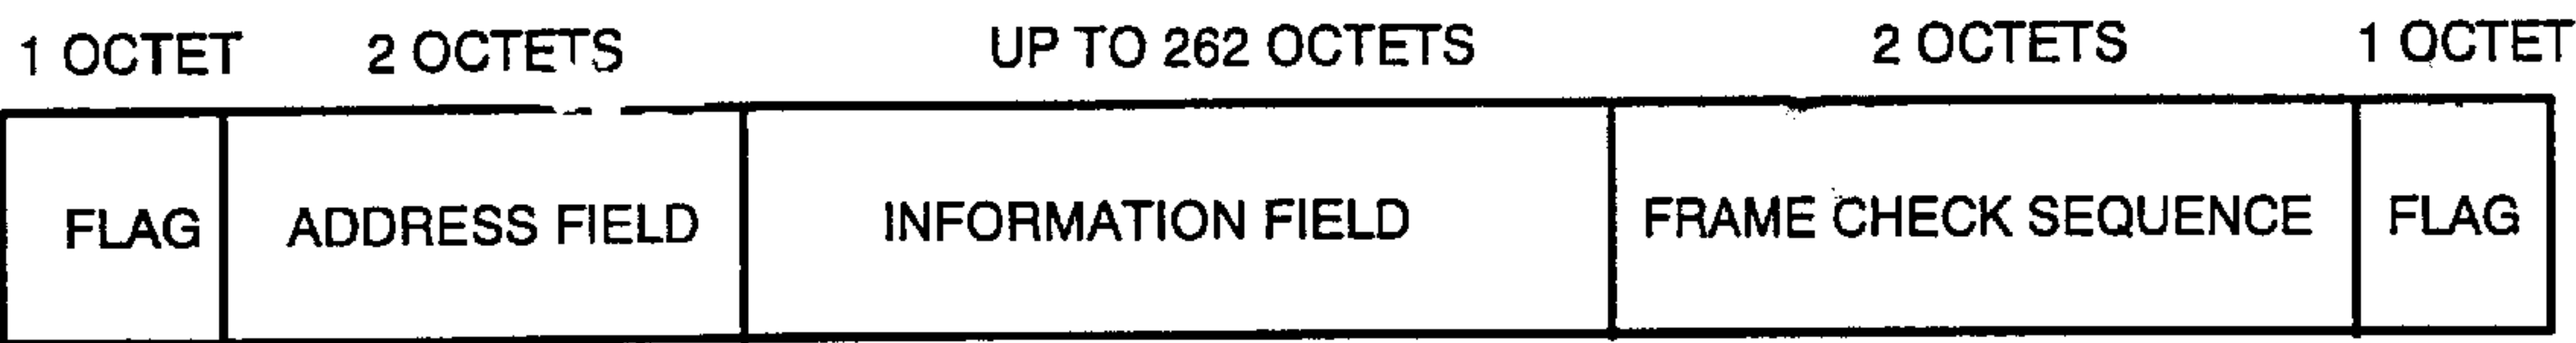 1 OCTET 2 OCTETS UP TO 262 OCTETS 2 OCTETS 1 OCTET
FLAG ADDRESS FIELD INFORMATION FIELD FRAME CHECK SEQUENCE FLAG